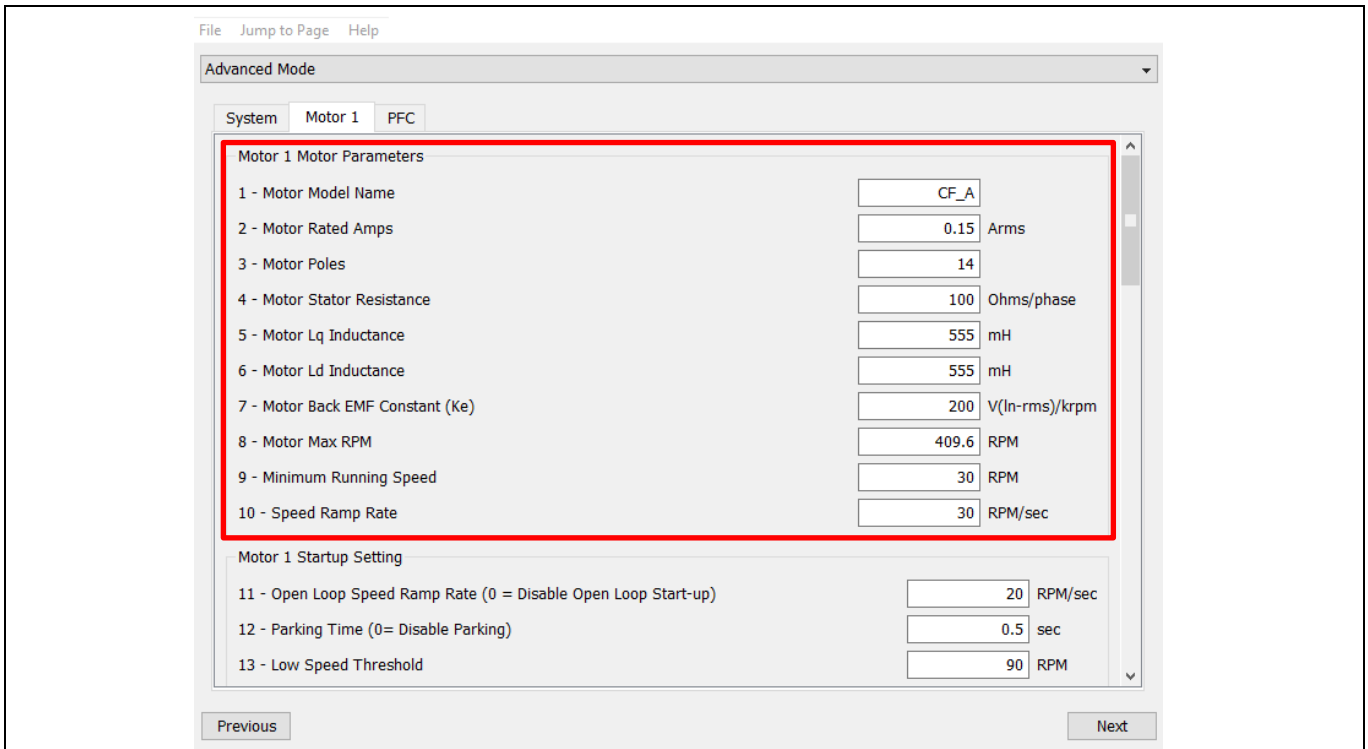 File Jump to Page Help
Advanced Mode
System Motor 1 PFC
Motor 1 Motor Parameters
1 - Motor Model Name CF_A
2 - Motor Rated Amps 0.15 Arms
3 - Motor Poles 14
4 - Motor Stator Resistance 100 Ohms/phase
5 - Motor Lq Inductance 555 mH
6 - Motor Ld Inductance 555 mH
7 - Motor Back EMF Constant (Ke) 200 V(ln-rms)/krpm
8 - Motor Max RPM 409.6 RPM
9 - Minimum Running Speed 30 RPM
10 - Speed Ramp Rate 30 RPM/sec
Motor 1 Startup Setting
11 - Open Loop Speed Ramp Rate (0 = Disable Open Loop Start-up) 20 RPM/sec
12 - Parking Time (0= Disable Parking) 0.5 sec
13 - Low Speed Threshold 90 RPM
Previous Next